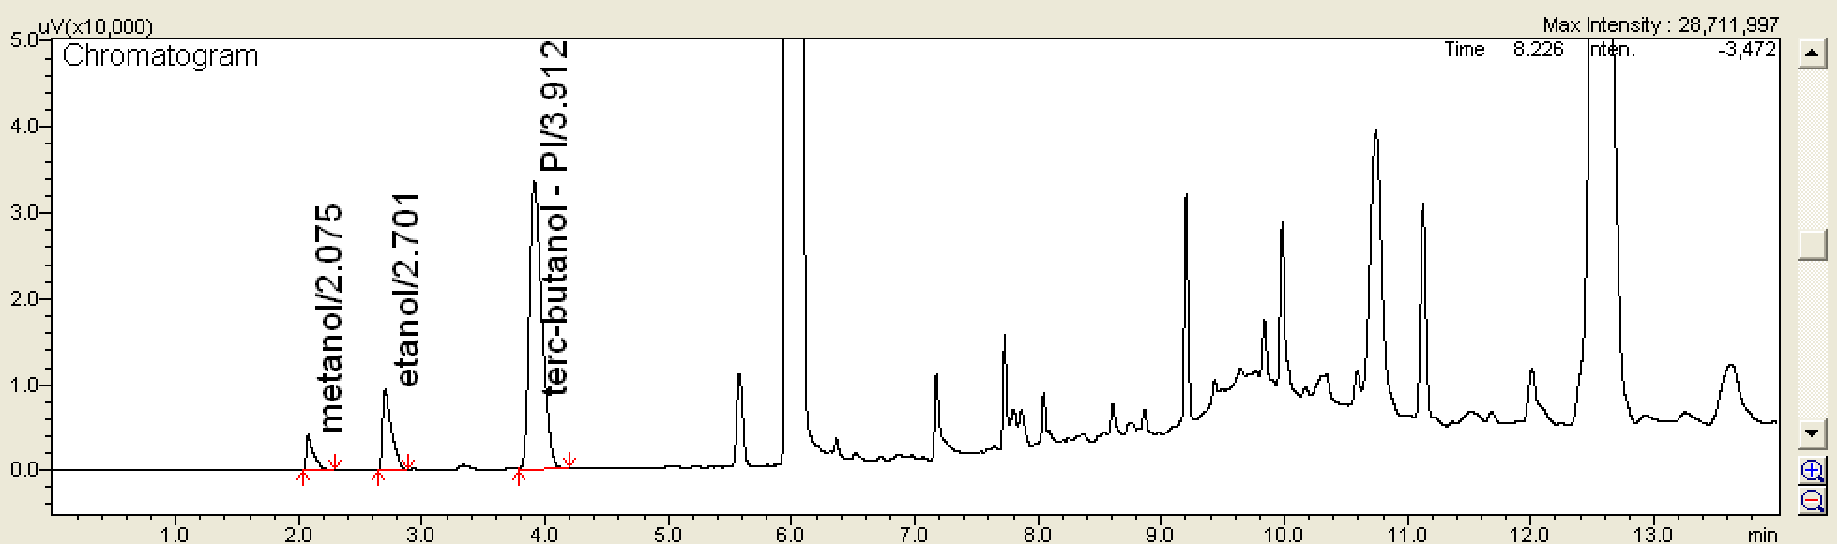 uV(x10,000)
Max Intensity : 28,711,997
Chromatogram
Time 8.226 Inten. -3,472
5.0
4.0
3.0
2.0
1.0
0.0
metanol/2.075
etanol/2.701
terc-butanol - PI/3.912
1.0 2.0 3.0 4.0 5.0 6.0 7.0 8.0 9.0 10.0 11.0 12.0 13.0 min